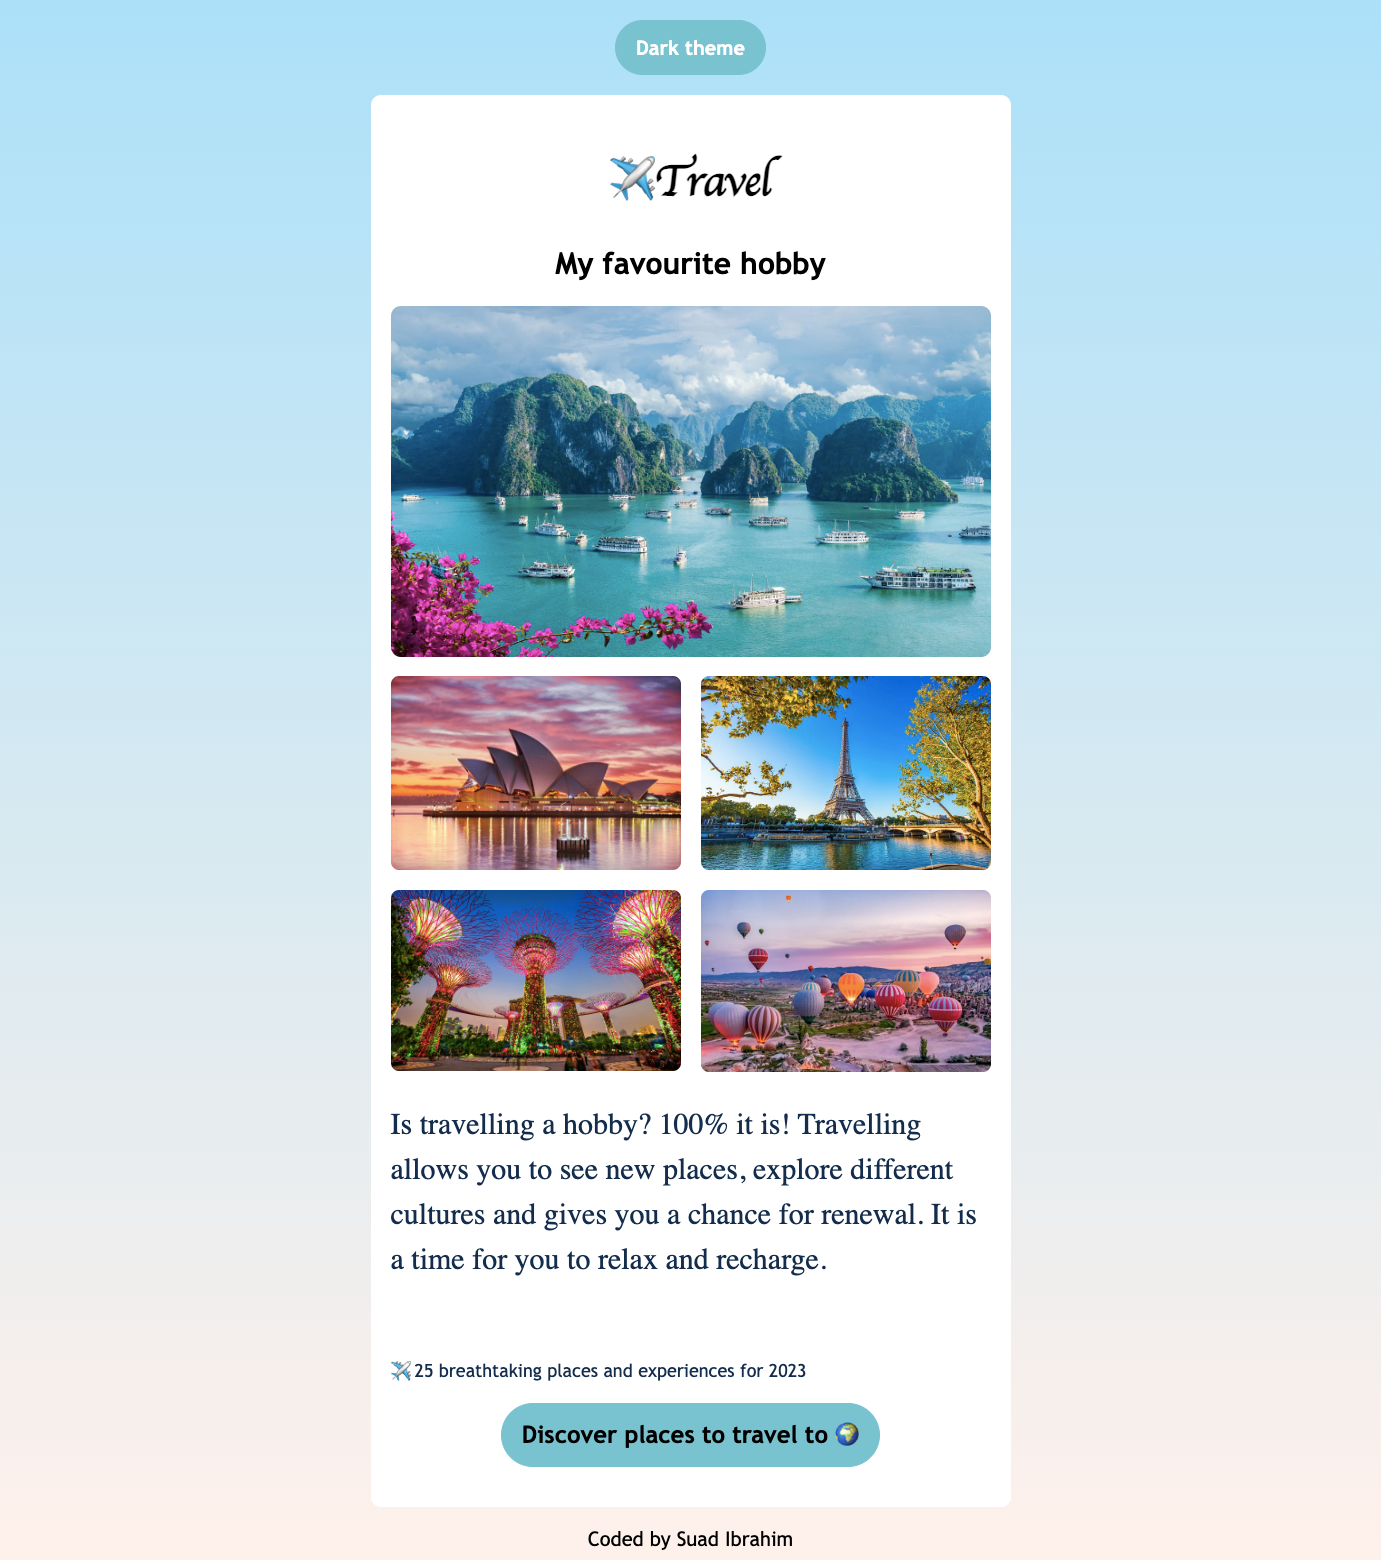 Dark theme
✈️Travel
My favourite hobby
Is travelling a hobby? 100% it is! Travelling
allows you to see new places, explore different
cultures and gives you a chance for renewal. It is
a time for you to relax and recharge.
✈️25 breathtaking places and experiences for 2023
Discover places to travel to 🌍
Coded by Suad Ibrahim